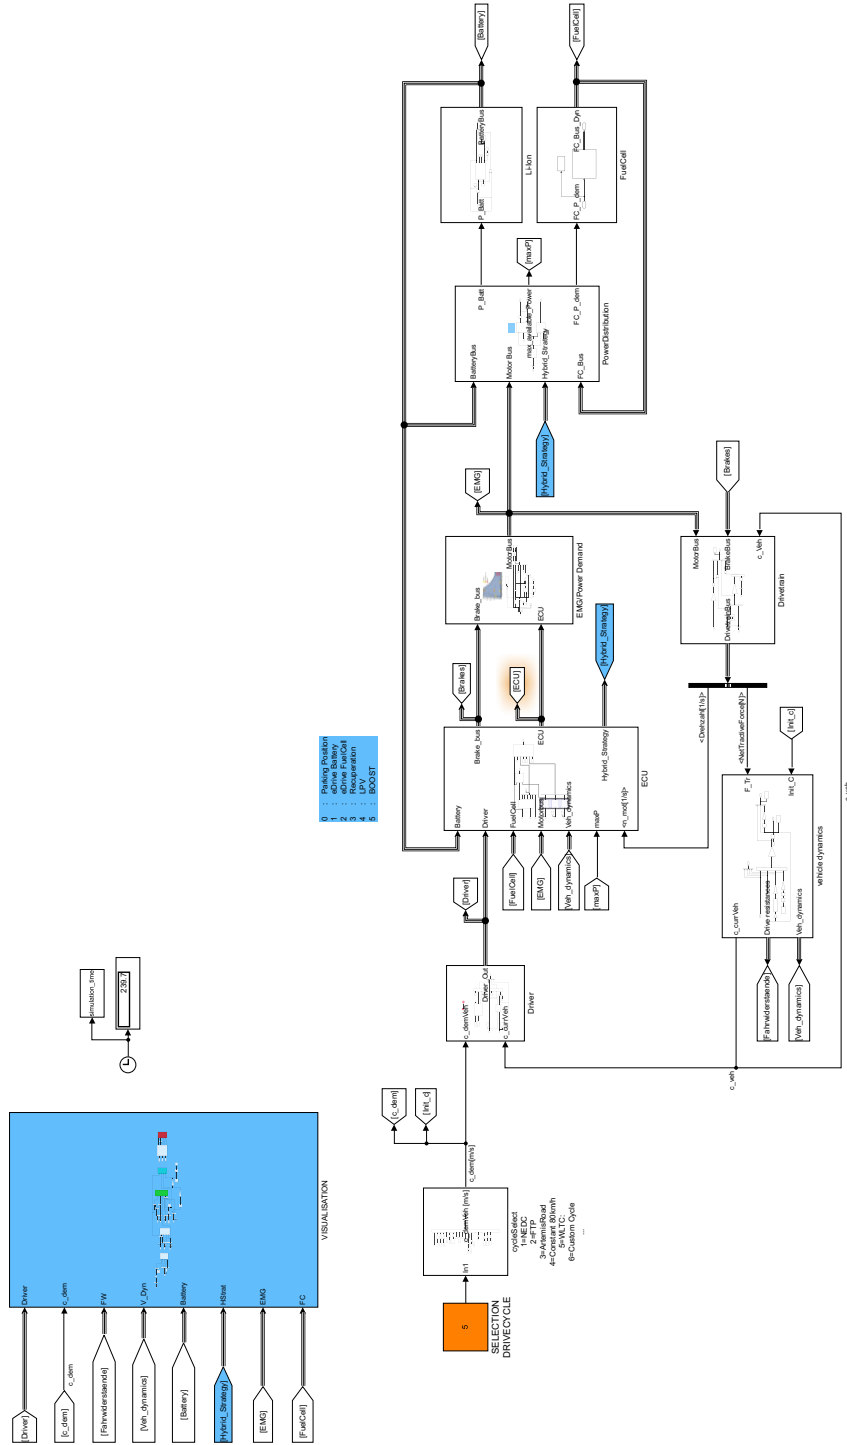 [Driver]
Driver
[c_dem]
c_dem
c_dem
[Fahrwiderstaende]
FW
[Veh_dynamics]
V_Dyn
[Battery]
Battery
[Hybrid_Strategy]
HStrat
[EMG]
EMG
[FuelCell]
FC
VISUALISATION
simulation_time
239.7
0 : Parking Position
1 : eDrive Battery
2 : eDrive FuelCell
3 : Recuperation
4 : LPV
5 : BOOST
5
SELECTION
DRIVECYCLE
In1
c_demVeh [m/s]
cycleSelect
1=NEDC
2=FTP
3=ArtemisRoad
4=Constant 80km/h
5=WLTC:
6=Custom Cycle
...
c_dem[m/s]
[c_dem]
[Init_c]
c_demVeh
c_currVeh
Driver_Out
Driver
[Driver]
[FuelCell]
[EMG]
[Veh_dynamics]
[maxP]
Battery
Driver
FuelCell
Motorbus
Veh_dynamics
maxP
<n_mot[1/s]>
Brake_bus
ECU
Hybrid_Strategy
ECU
[Brakes]
[ECU]
[Hybrid_Strategy]
Brake_bus
ECU
MotorBus
EMG/Power Demand
[EMG]
[Hybrid_Strategy]
BatteryBus
Motor Bus
Hybrid_Strategy
FC_Bus
P_Batt
max_available_Power
FC_P_dem
PowerDistribution
[maxP]
P_Batt
BatteryBus
Li-Ion
[Battery]
FC_P_dem
FC_Bus_Dyn
FuelCell
[FuelCell]
[Brakes]
MotorBus
BrakeBus
c_Veh
DrivetrainBus
Drivetrain
<Drehzahl[1/s]>
<NetTractiveForce[N]>
[Init_c]
F_Tr
Init_C
c_currVeh
Drive resistances
Veh_dynamics
vehicle dynamics
[Fahrwiderstaende]
[Veh_dynamics]
c_veh
c_veh